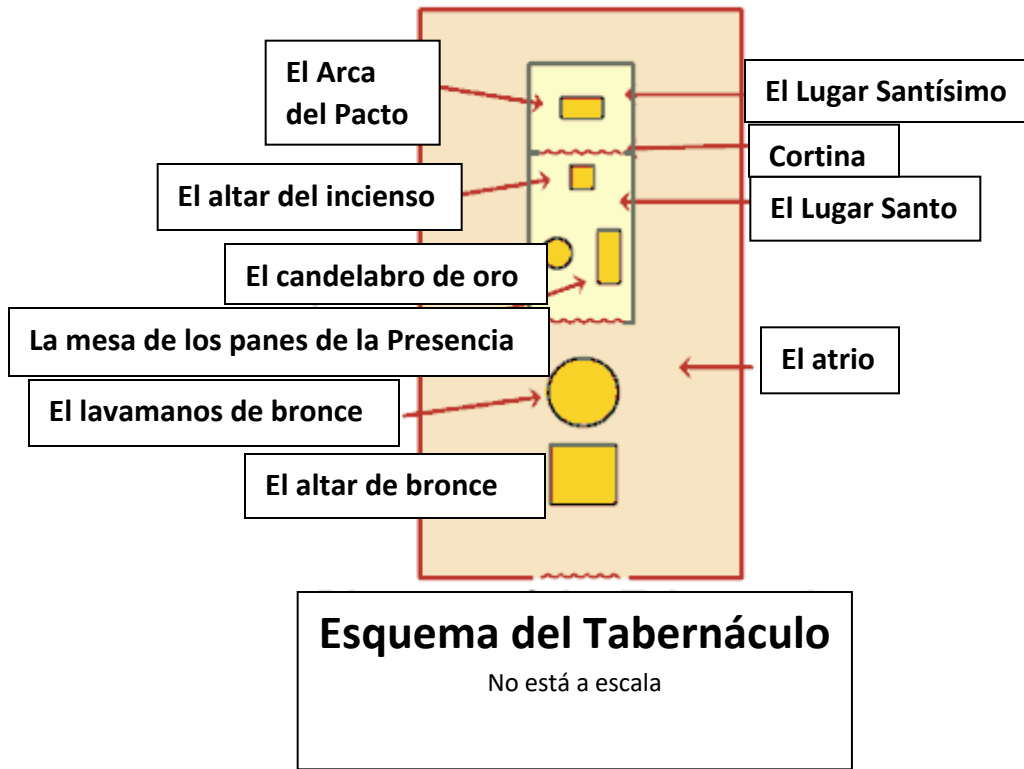 El Arca
del Pacto
El Lugar Santísimo
Cortina
El altar del incienso
El Lugar Santo
El candelabro de oro
La mesa de los panes de la Presencia
El atrio
El lavamanos de bronce
El altar de bronce
Esquema del Tabernáculo
No está a escala